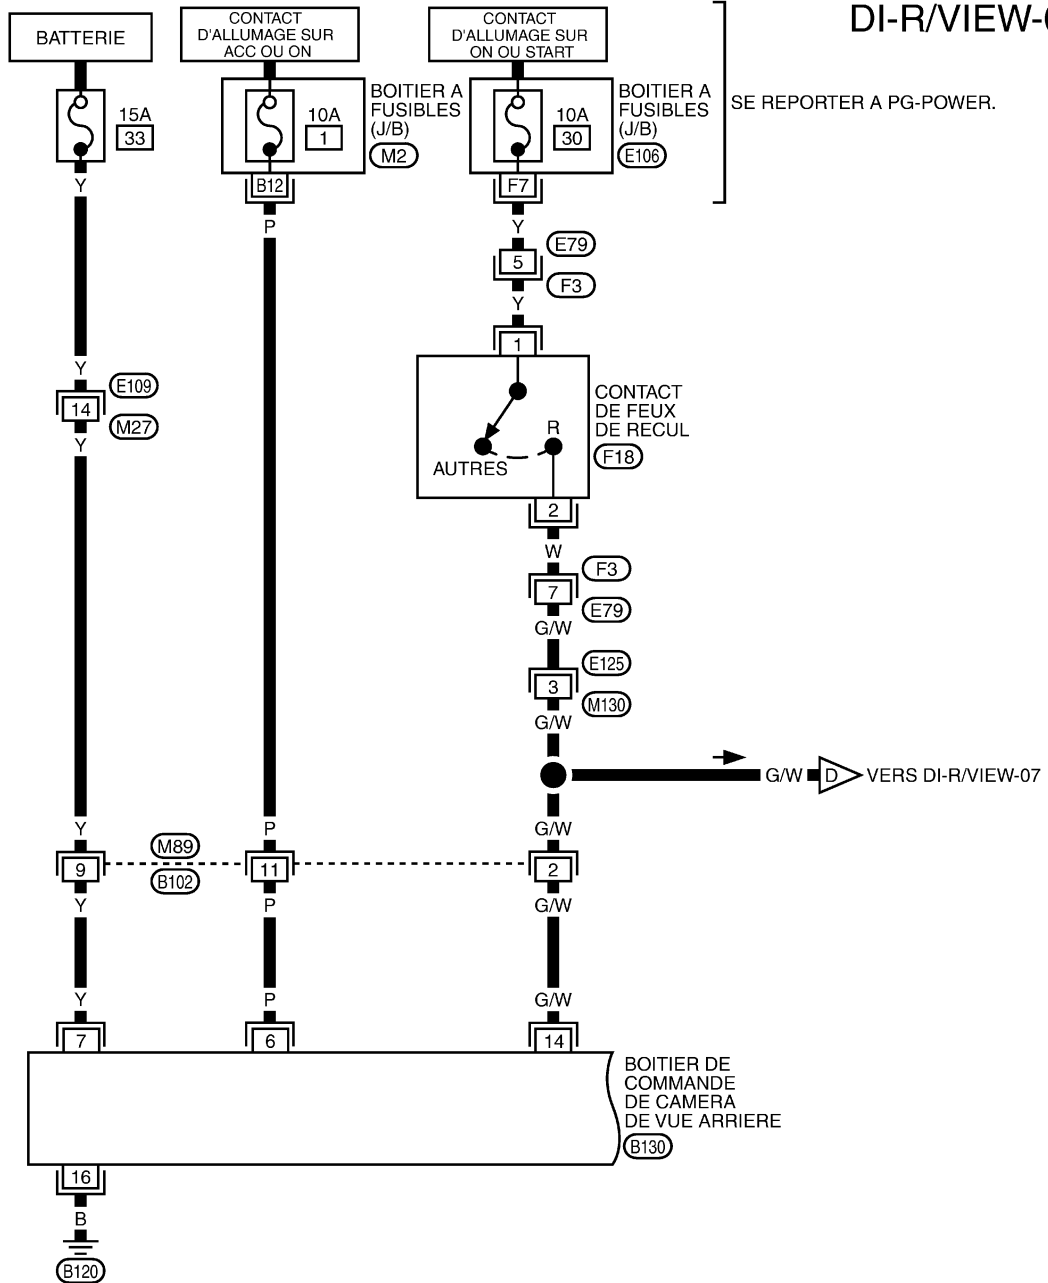 DI-R/VIEW-
BATTERIE
CONTACT
D'ALLUMAGE SUR
ACC OU ON
CONTACT
D'ALLUMAGE SUR
ON OU START
15A
33
10A
1
BOITIER A
FUSIBLES
(J/B)
M2
10A
30
BOITIER A
FUSIBLES
(J/B)
E106
SE REPORTER A PG-POWER.
Y
B12
P
F7
Y
5
E79
F3
Y
1
Y
14
E109
M27
Y
CONTACT
DE FEUX
DE RECUL
F18
R
AUTRES
2
W
7
F3
E79
G/W
3
E125
M130
G/W
G/W
D
VERS DI-R/VIEW-07
Y
P
G/W
9
M89
B102
11
2
Y
P
G/W
Y
P
G/W
7
6
14
BOITIER DE
COMMANDE
DE CAMERA
DE VUE ARRIERE
B130
16
B
B120